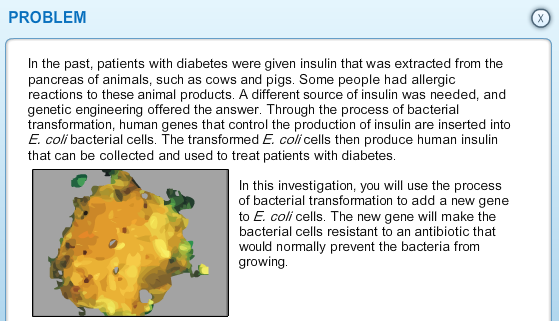 PROBLEM
X
In the past, patients with diabetes were given insulin that was extracted from the
pancreas of animals, such as cows and pigs. Some people had allergic
reactions to these animal products. A different source of insulin was needed, and
genetic engineering offered the answer. Through the process of bacterial
transformation, human genes that control the production of insulin are inserted into
E. coli bacterial cells. The transformed E. coli cells then produce human insulin
that can be collected and used to treat patients with diabetes.
In this investigation, you will use the process
of bacterial transformation to add a new gene
to E. coli cells. The new gene will make the
bacterial cells resistant to an antibiotic that
would normally prevent the bacteria from
growing.